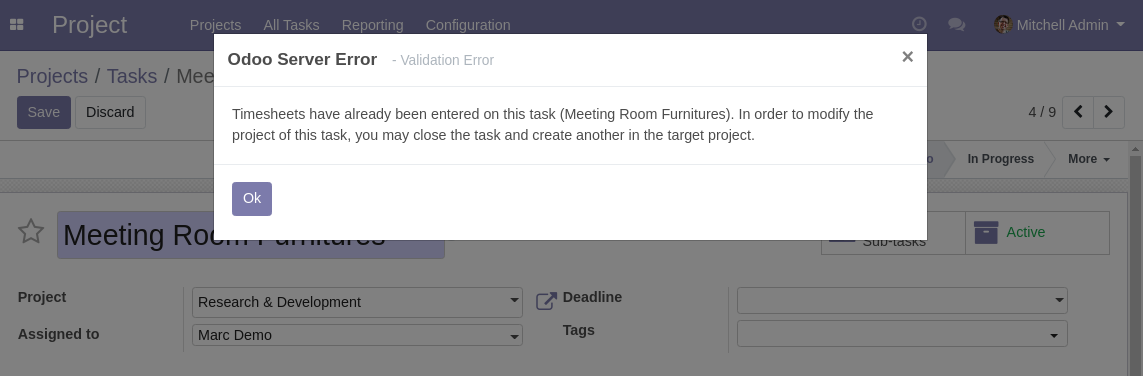 Project
Projects All Tasks Reporting Configuration
Mitchell Admin
Odoo Server Error - Validation Error ×
Projects / Tasks / Mee
Save Discard
4 / 9
Timesheets have already been entered on this task (Meeting Room Furnitures). In order to modify the
project of this task, you may close the task and create another in the target project.
In Progress More
Ok
Meeting Room Furnitures
Sub-tasks
Active
Project Research & Development
Deadline
Assigned to Marc Demo
Tags